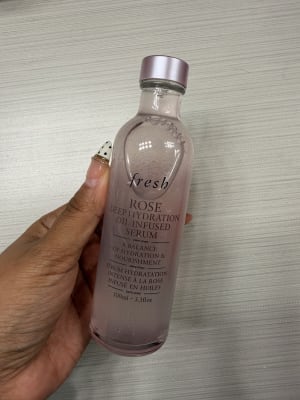 fresh
ROSE
DEEP HYDRATION
OIL-INFUSED
SERUM
A BALANCE
OF HYDRATION &
NOURISHMENT
SÉRUM HYDRATATION
INTENSE À LA ROSE
INFUSÉ EN HUILES
100ml • 3.3fl oz